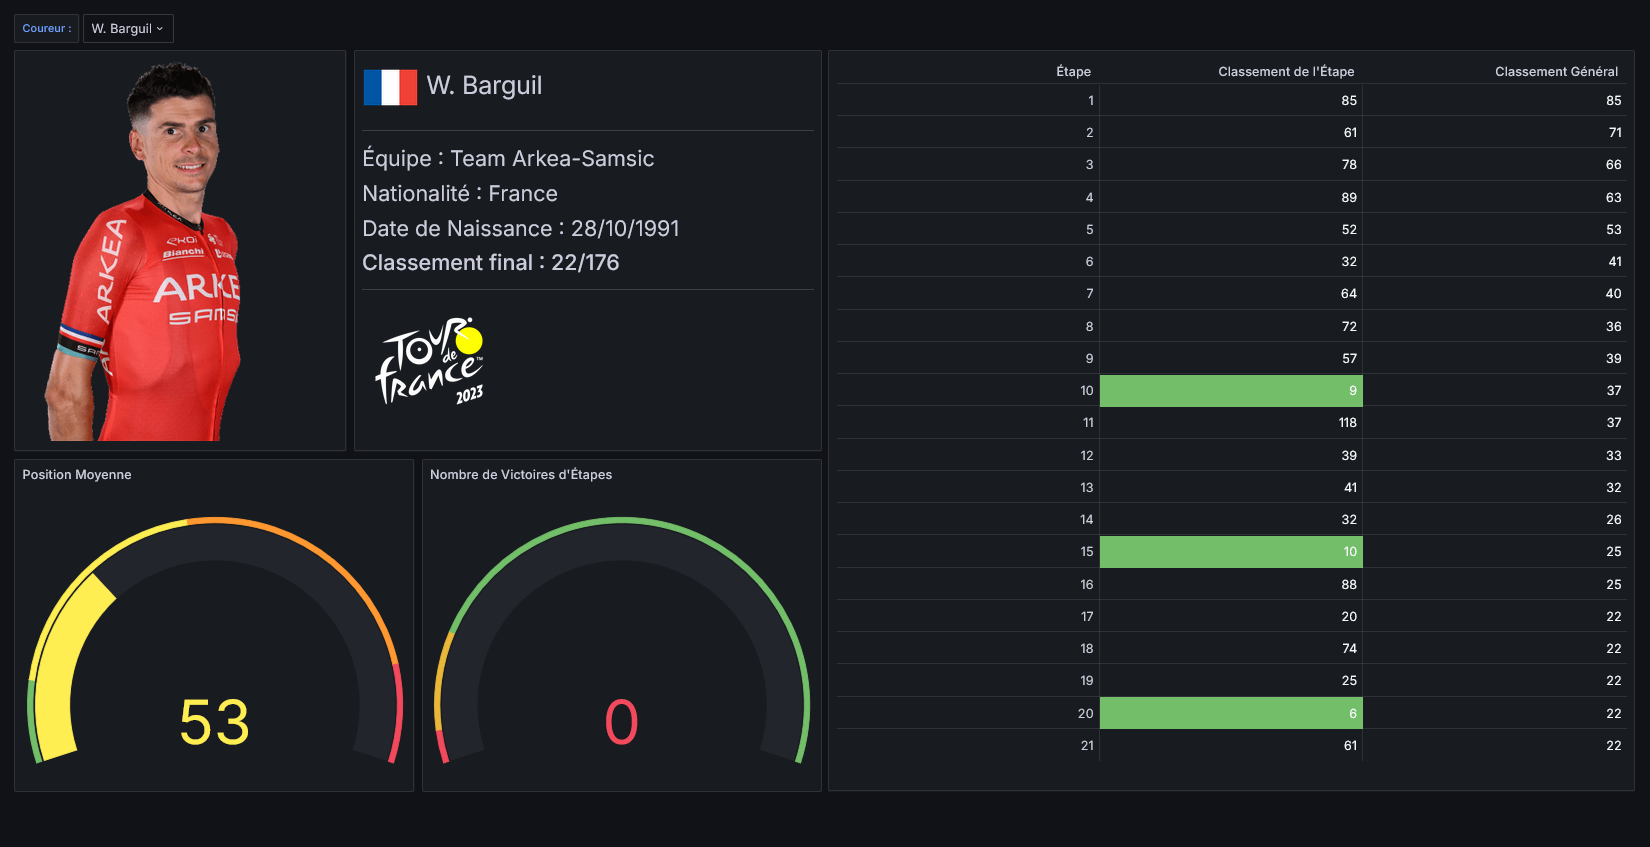 Coureur : W. Barguil
W. Barguil
Équipe : Team Arkea-Samsic
Nationalité : France
Date de Naissance : 28/10/1991
Classement final : 22/176
TOUR
de
france™
2023
ARKEA
EKOI
Bianchi
ARKE
SAMS
SA
Position Moyenne
53
Nombre de Victoires d'Étapes
0
Étape Classement de l'Étape Classement Général
1 85 85
2 61 71
3 78 66
4 89 63
5 52 53
6 32 41
7 64 40
8 72 36
9 57 39
10 9 37
11 118 37
12 39 33
13 41 32
14 32 26
15 10 25
16 88 25
17 20 22
18 74 22
19 25 22
20 6 22
21 61 22